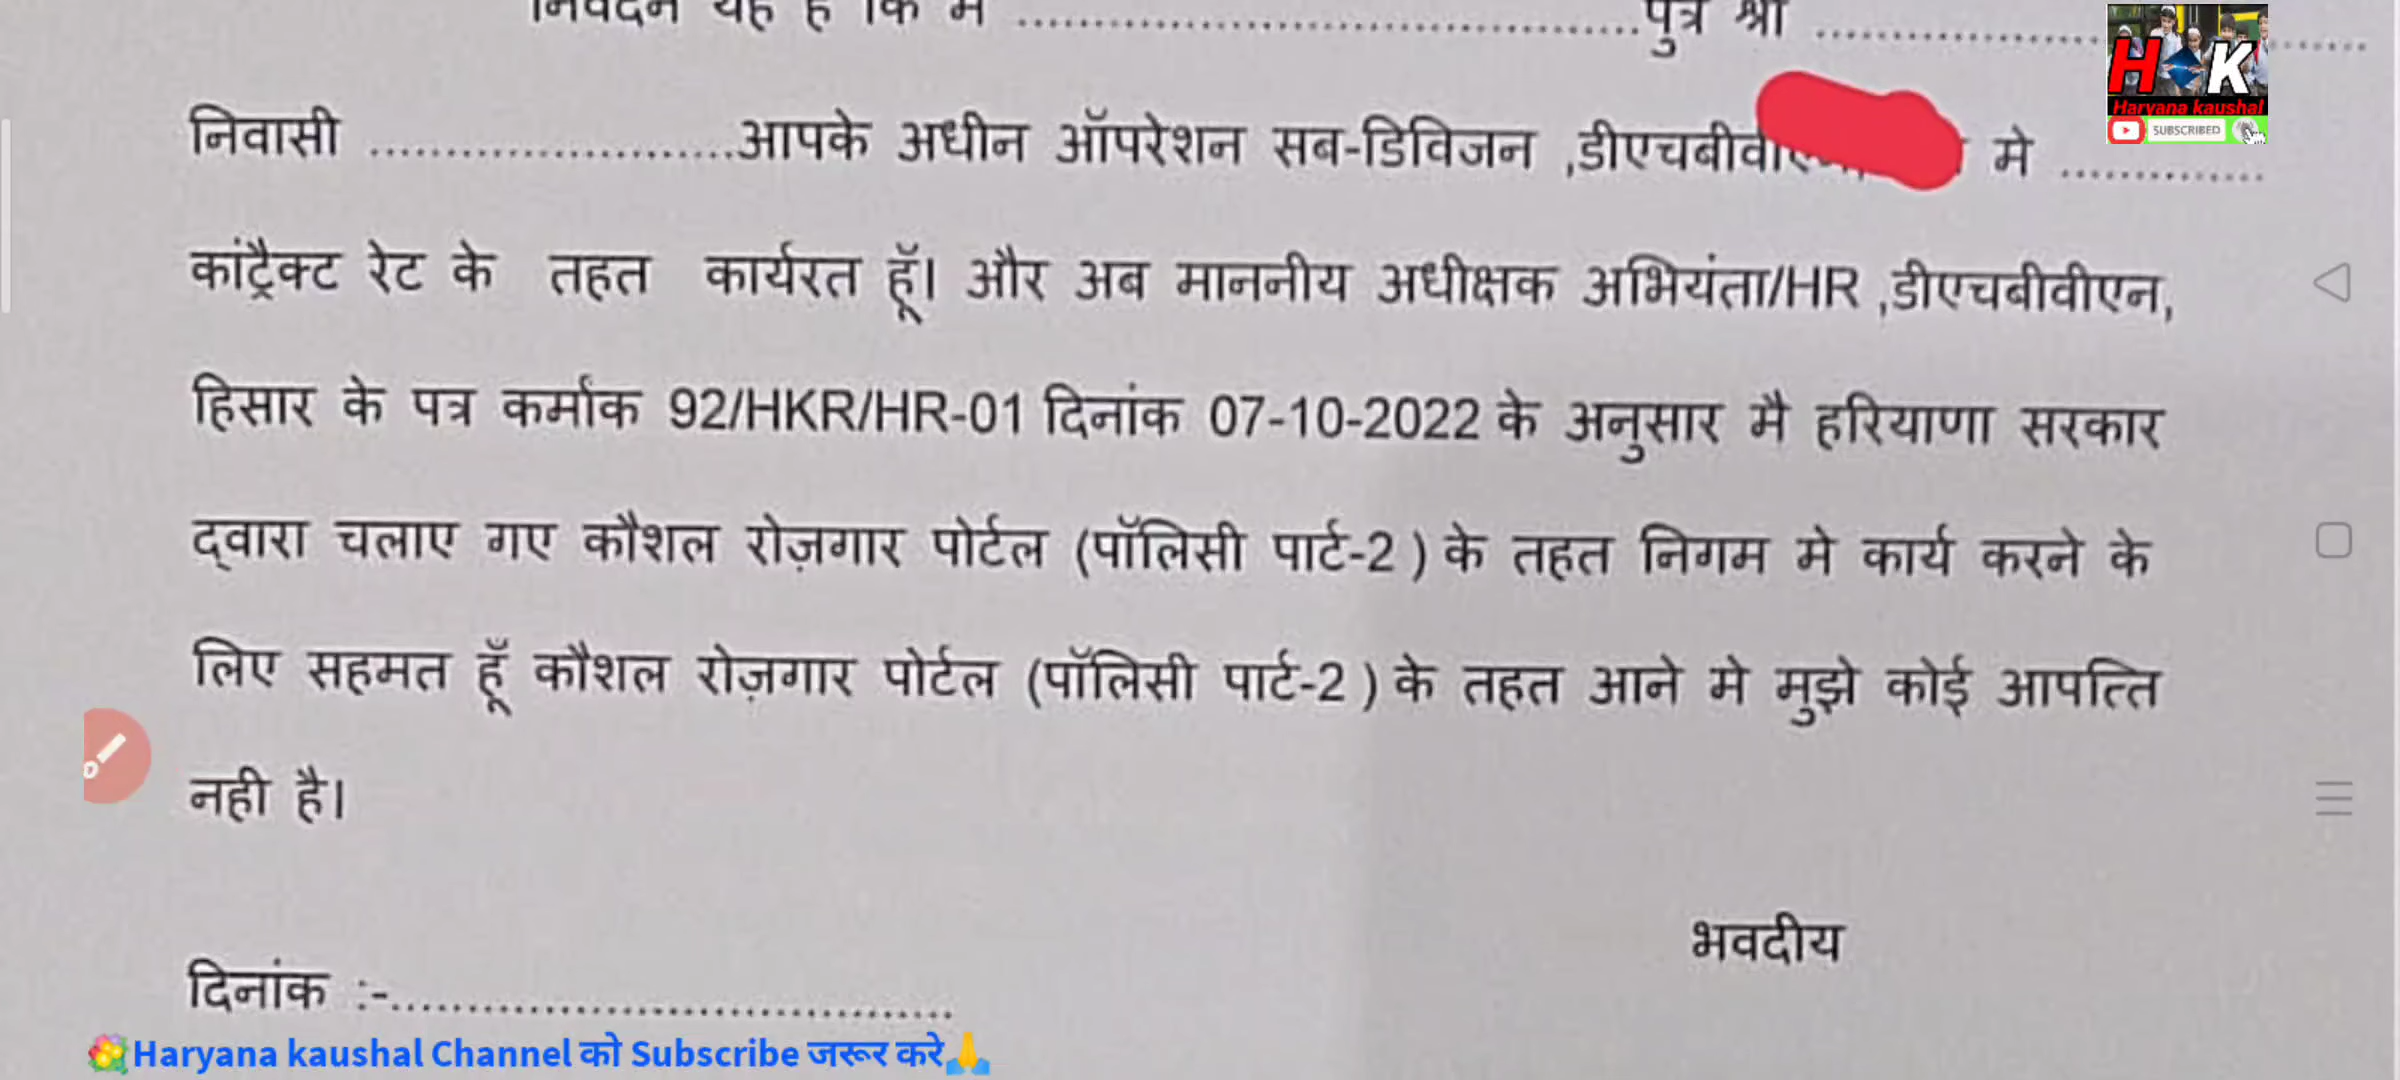 निवेदन यह है कि मै ..........................................पुत्र श्री .....................................
निवासी ........................आपके अधीन ऑपरेशन सब-डिविजन ,डीएचबीवीए मे ..............
कांट्रैक्ट रेट के तहत कार्यरत हूँ। और अब माननीय अधीक्षक अभियंता/HR ,डीएचबीवीएन,
हिसार के पत्र कर्मांक 92/HKR/HR-01 दिनांक 07-10-2022 के अनुसार मै हरियाणा सरकार
द्वारा चलाए गए कौशल रोज़गार पोर्टल (पॉलिसी पार्ट-2 ) के तहत निगम मे कार्य करने के
लिए सहमत हूँ कौशल रोज़गार पोर्टल (पॉलिसी पार्ट-2 ) के तहत आने मे मुझे कोई आपत्ति
नही है।
भवदीय
दिनांक :-.....................................
H K
Haryana kaushal
SUBSCRIBED
Haryana kaushal Channel को Subscribe जरूर करे